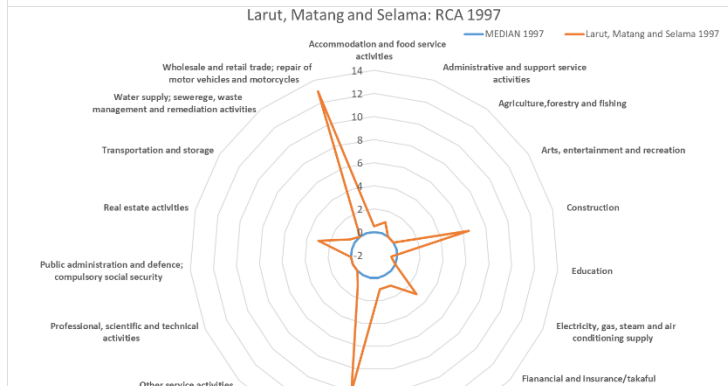 Larut, Matang and Selama: RCA 1997
MEDIAN 1997
Larut, Matang and Selama 1997
Accommodation and food service
activities
Administrative and support service
activities
Agriculture,forestry and fishing
Arts, entertainment and recreation
Construction
Education
Electricity, gas, steam and air
conditioning supply
Flanancial and Insurance/takaful
Other service activities
Professional, scientific and technical
activities
Public administration and defence;
compulsory social security
Real estate activities
Transportation and storage
Water supply; sewerege, waste
management and remediation activities
Wholesale and retail trade; repair of
motor vehicles and motorcycles
14
12
10
8
6
4
2
0
-2